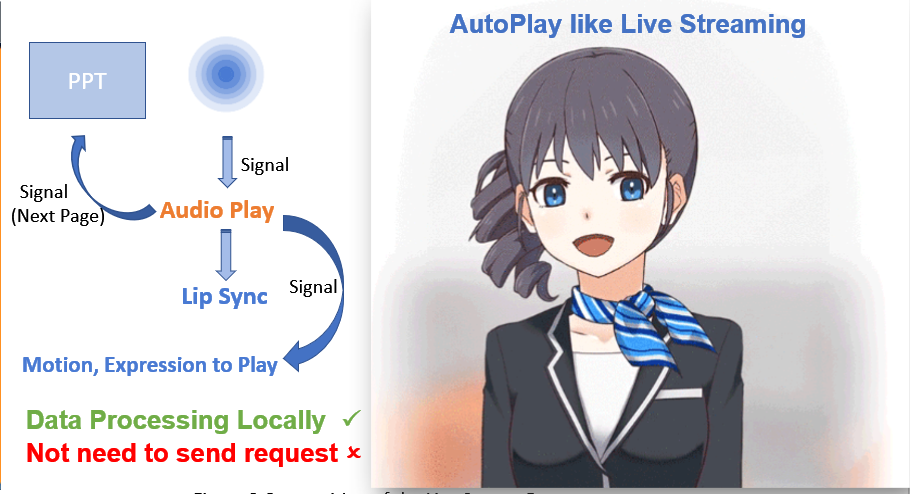 AutoPlay like Live Streaming
PPT
Signal
Signal
(Next Page)
Audio Play
Lip Sync
Signal
Motion, Expression to Play
Data Processing Locally ✓
Not need to send request ×